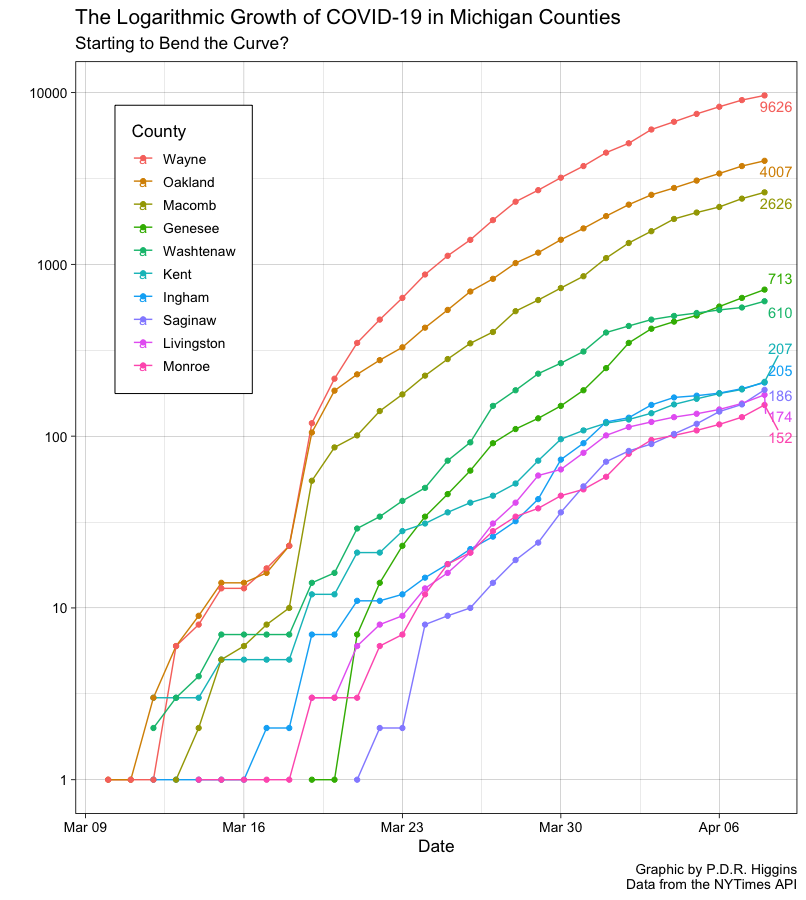 The Logarithmic Growth of COVID-19 in Michigan Counties
Starting to Bend the Curve?
10000
1000
100
10
1
County
Wayne
Oakland
Macomb
Genesee
Washtenaw
Kent
Ingham
Saginaw
Livingston
Monroe
9626
4007
2626
713
610
207
205
186
174
152
Mar 09
Mar 16
Mar 23
Mar 30
Apr 06
Date
Graphic by P.D.R. Higgins
Data from the NYTimes API